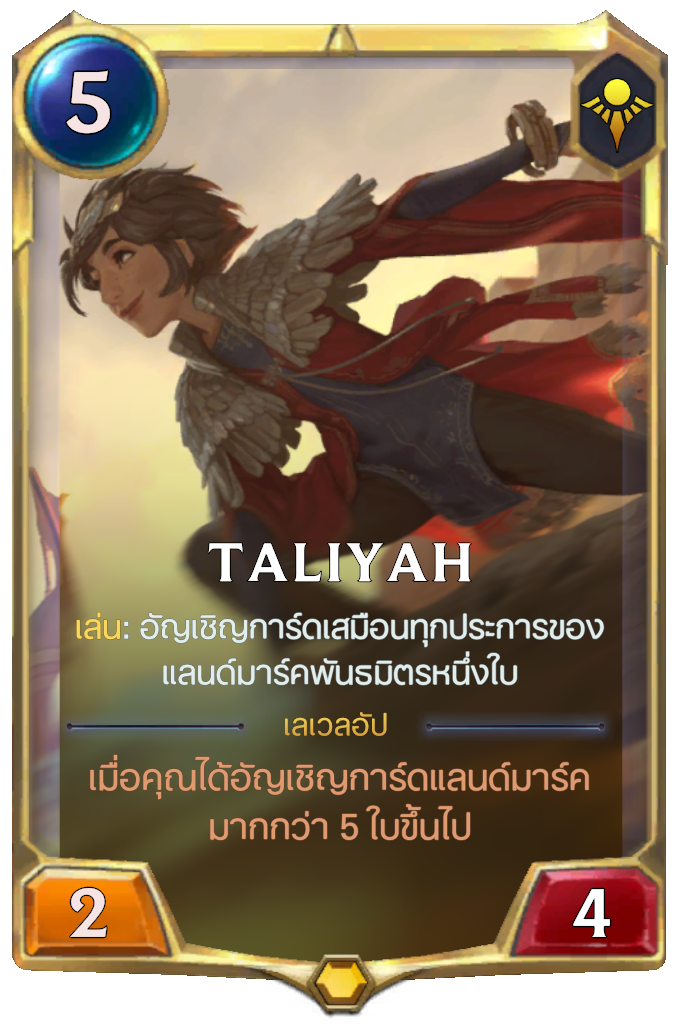 5
TALIYAH
เล่น: อัญเชิญการ์ดเสมือนทุกประการของ
แลนด์มาร์คพันธมิตรหนึ่งใบ
เลเวลอัป
เมื่อคุณได้อัญเชิญการ์ดแลนด์มาร์ค
มากกว่า 5 ใบขึ้นไป
2
4